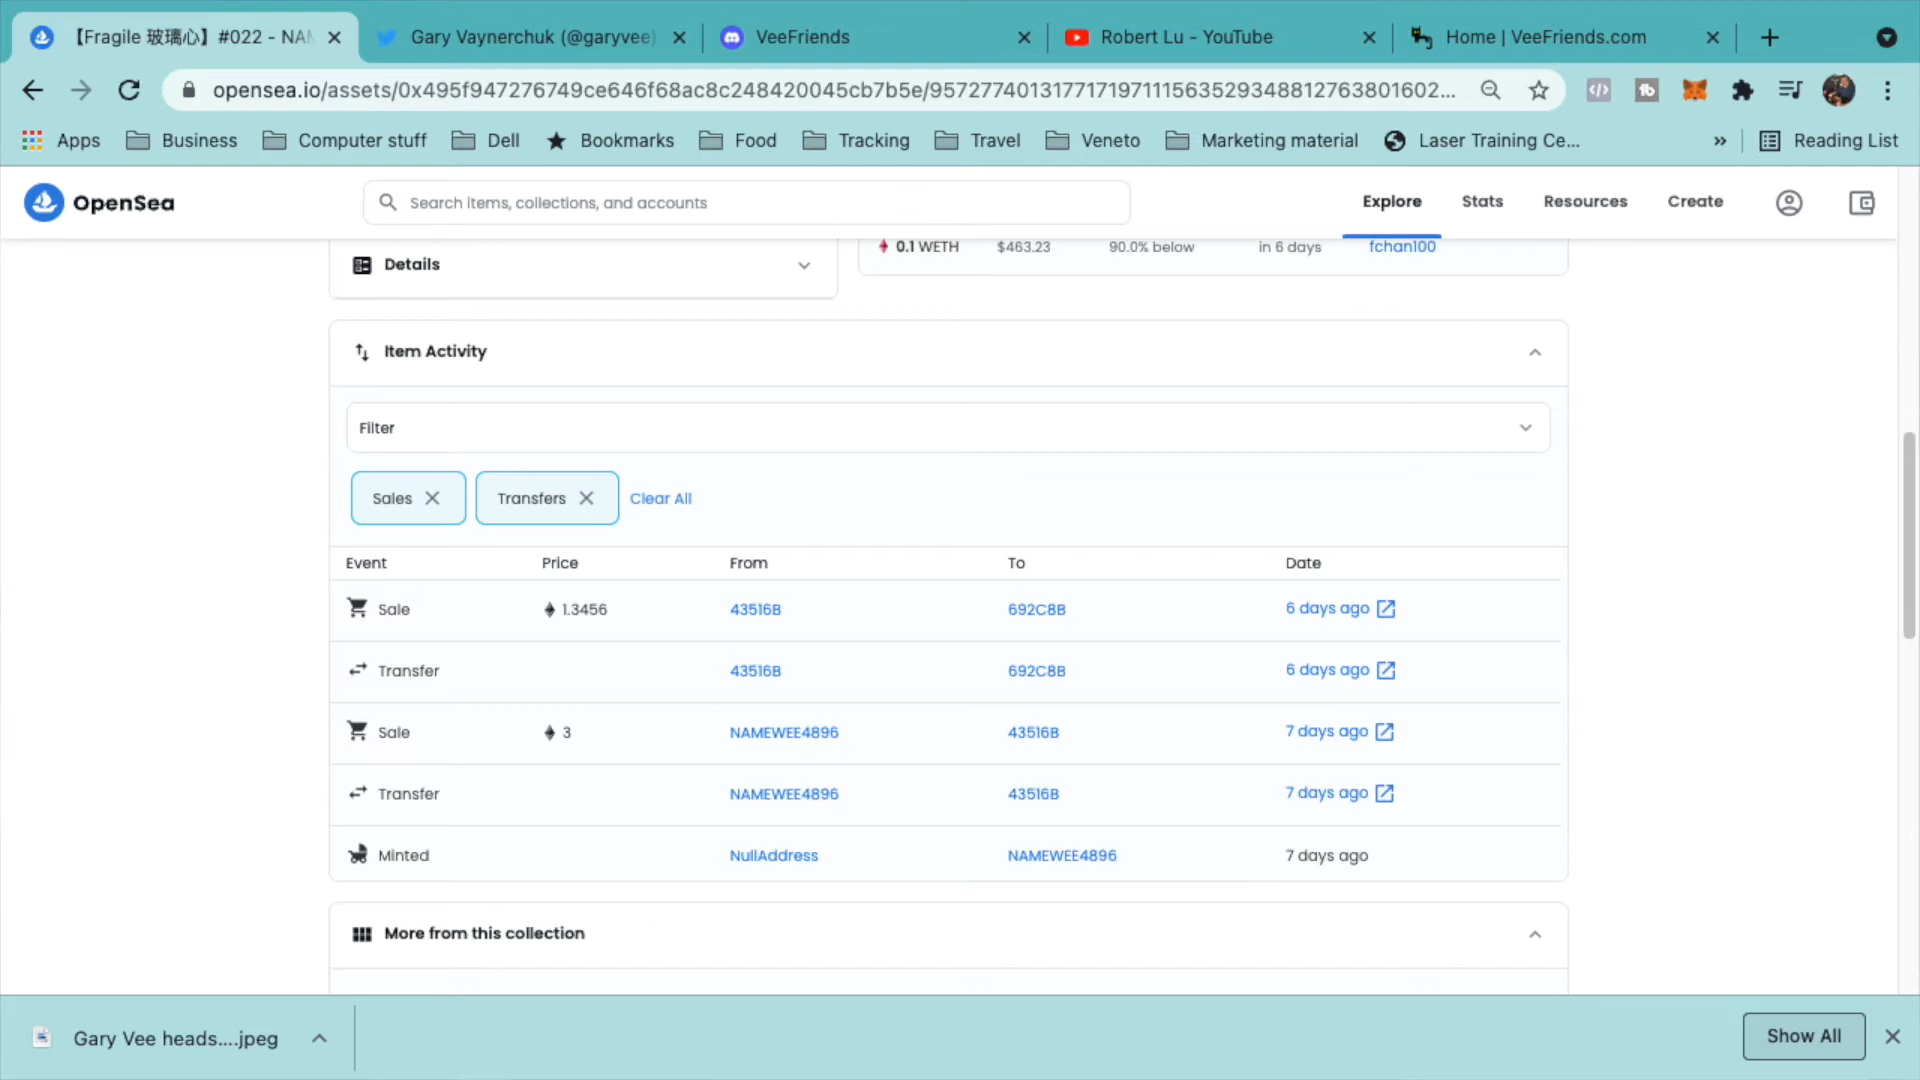 【Fragile 玻璃心】#022 - NAM
Gary Vaynerchuk (@garyvee)
VeeFriends
Robert Lu - YouTube
Home | VeeFriends.com
opensea.io/assets/0x495f947276749ce646f68ac8c248420045cb7b5e/95727740131771719711156352934881276380160​2...
Apps
Business
Computer stuff
Dell
Bookmarks
Food
Tracking
Travel
Veneto
Marketing material
Laser Training Ce...
»
Reading List
OpenSea
Search items, collections, and accounts
Explore
Stats
Resources
Create
Details
0.1 WETH $463.23 90.0% below in 6 days fchan100
Item Activity
Filter
Sales
Transfers
Clear All
Event Price From To Date
Sale 1.3456 43516B 692C8B 6 days ago
Transfer 43516B 692C8B 6 days ago
Sale 3 NAMEWEE4896 43516B 7 days ago
Transfer NAMEWEE4896 43516B 7 days ago
Minted NullAddress NAMEWEE4896 7 days ago
More from this collection
Gary Vee heads....jpeg
Show All